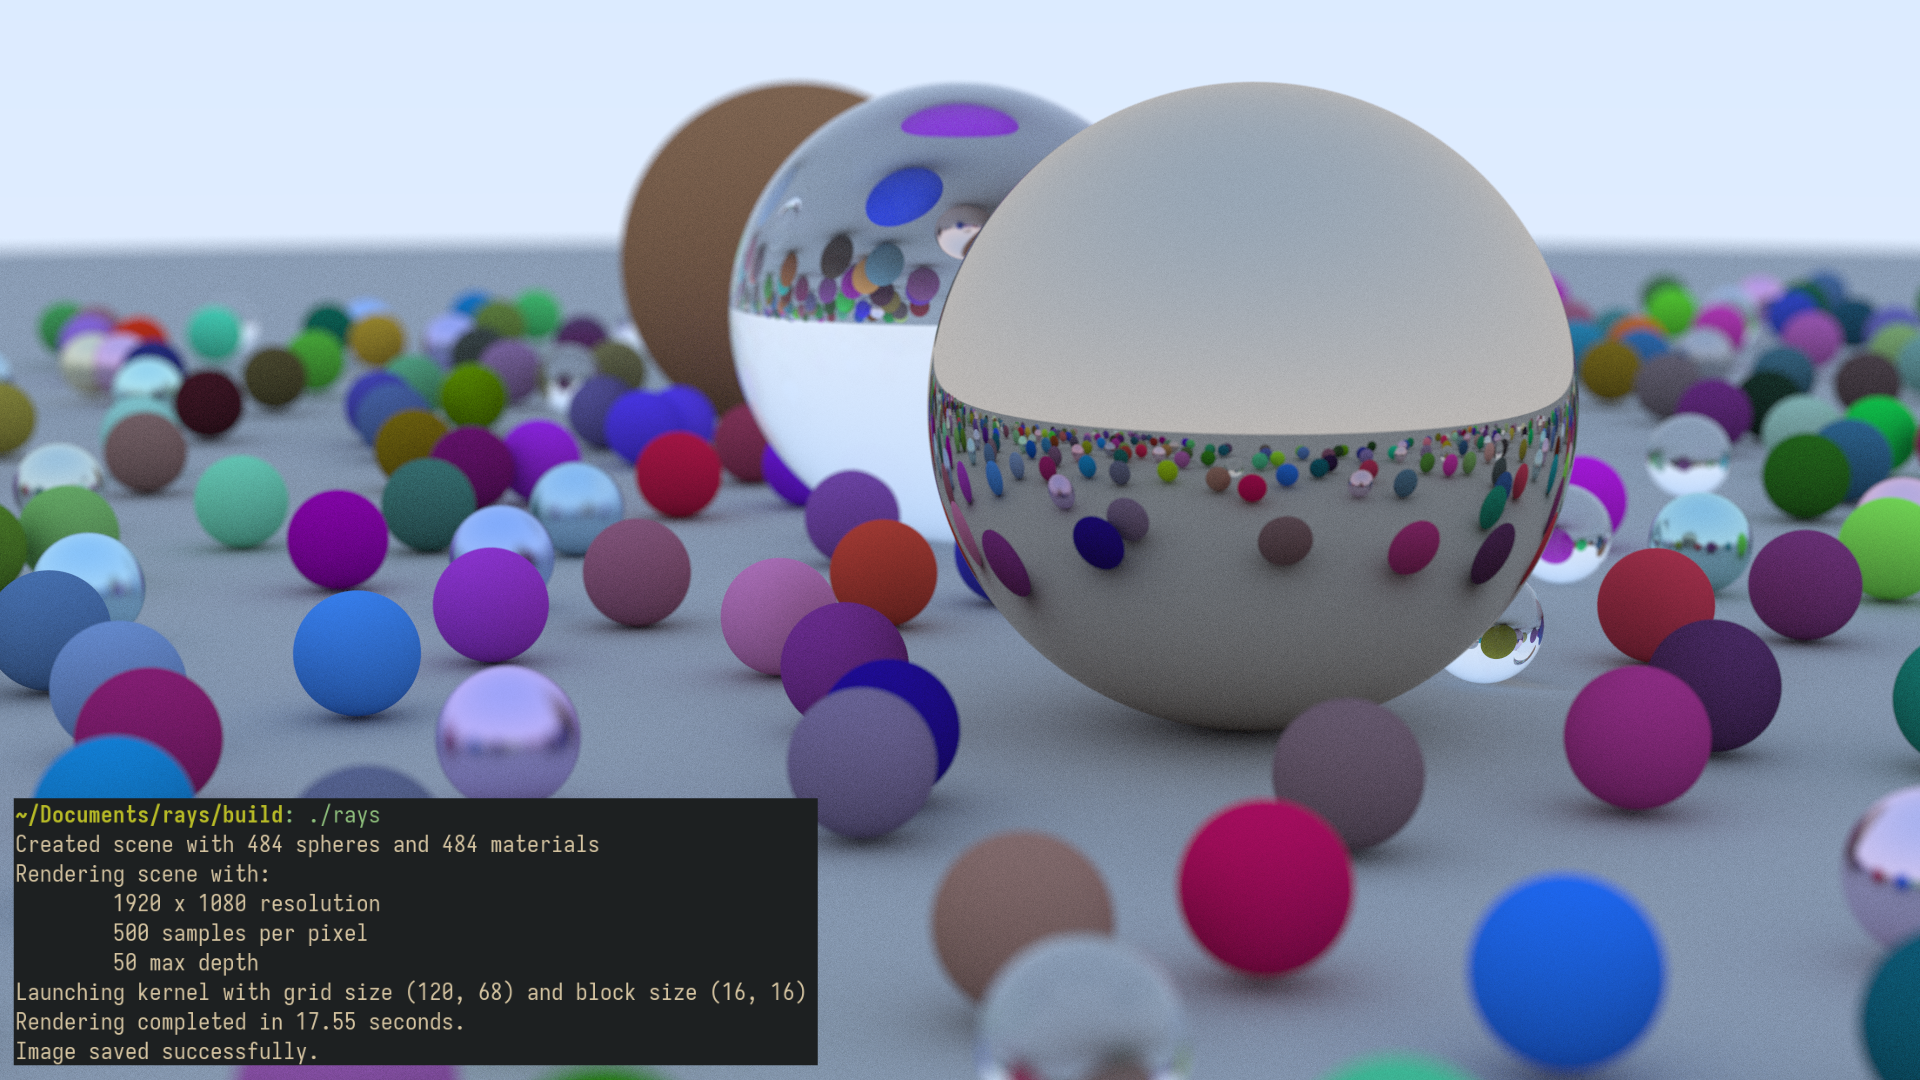 ~/Documents/rays/build: ./rays
Created scene with 484 spheres and 484 materials
Rendering scene with:
1920 x 1080 resolution
500 samples per pixel
50 max depth
Launching kernel with grid size (120, 68) and block size (16, 16)
Rendering completed in 17.55 seconds.
Image saved successfully.